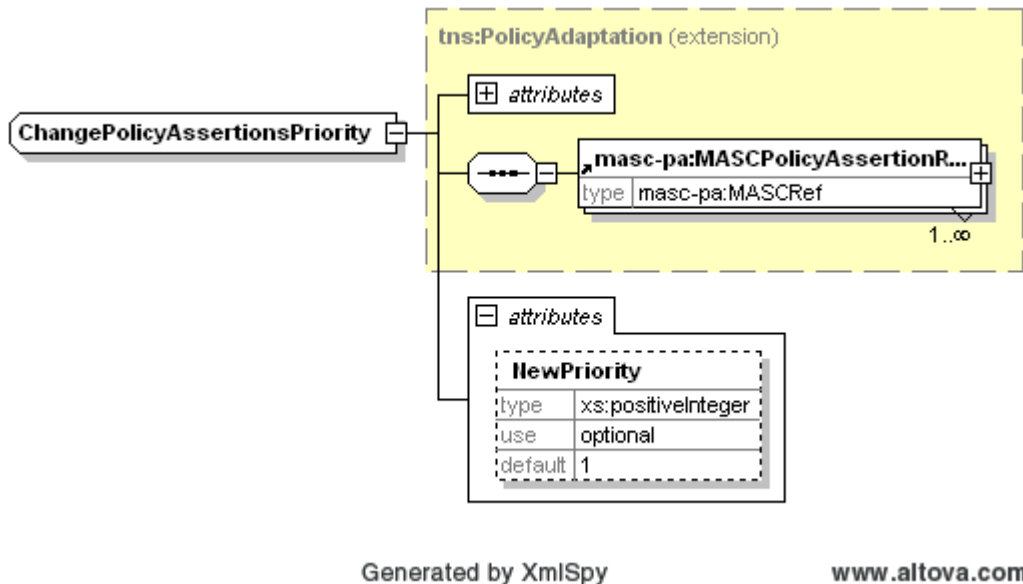 tns:PolicyAdaptation (extension)
attributes
ChangePolicyAssertionsPriority
masc-pa:MASCPolicyAssertionR...
type masc-pa:MASCRef
1..∞
attributes
NewPriority
type xs:positiveInteger
use optional
default 1
Generated by XmlSpy www.altova.com